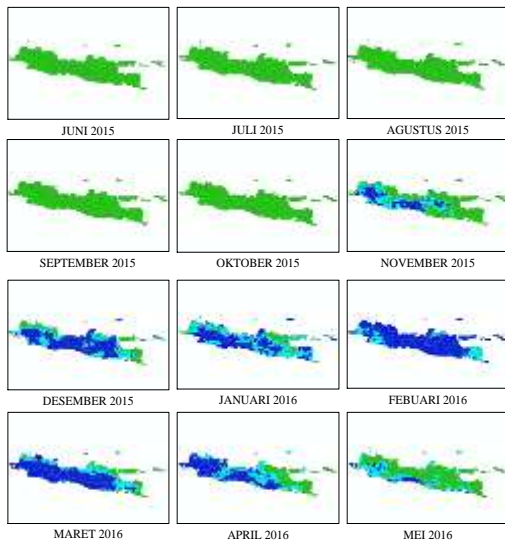 JUNI 2015
JULI 2015
AGUSTUS 2015
SEPTEMBER 2015
OKTOBER 2015
NOVEMBER 2015
DESEMBER 2015
JANUARI 2016
FEBUARI 2016
MARET 2016
APRIL 2016
MEI 2016